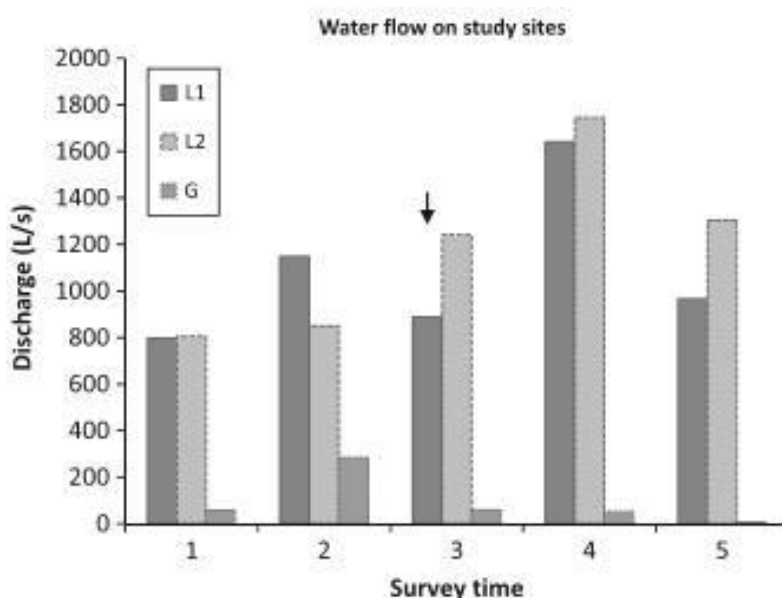 Water flow on study sites
2000
1800
1600
1400
1200
1000
800
600
400
200
0
Discharge (L/s)
L1
L2
G
1 2 3 4 5
Survey time